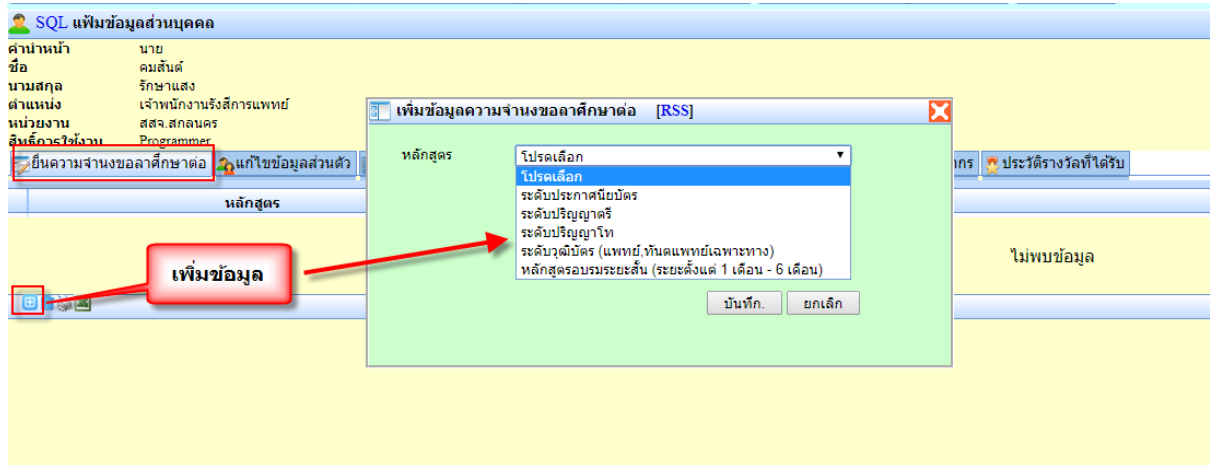 SQL แฟ้มข้อมูลส่วนบุคคล
คำนำหน้า นาย
ชื่อ คมสันต์
นามสกุล รักษาแสง
ตำแหน่ง เจ้าพนักงานรังสีการแพทย์
หน่วยงาน สสจ.สกลนคร
สิทธิ์การใช้งาน Programmer
ยื่นความจำนงขอลาศึกษาต่อ แก้ไขข้อมูลส่วนตัว ากร ประวัติรางวัลที่ได้รับ
หลักสูตร
ไม่พบข้อมูล
เพิ่มข้อมูล
เพิ่มข้อมูลความจำนงขอลาศึกษาต่อ [RSS]
หลักสูตร โปรดเลือก
โปรดเลือก
ระดับประกาศนียบัตร
ระดับปริญญาตรี
ระดับปริญญาโท
ระดับวุฒิบัตร (แพทย์,ทันตแพทย์เฉพาะทาง)
หลักสูตรอบรมระยะสั้น (ระยะตั้งแต่ 1 เดือน - 6 เดือน)
บันทึก. ยกเลิก